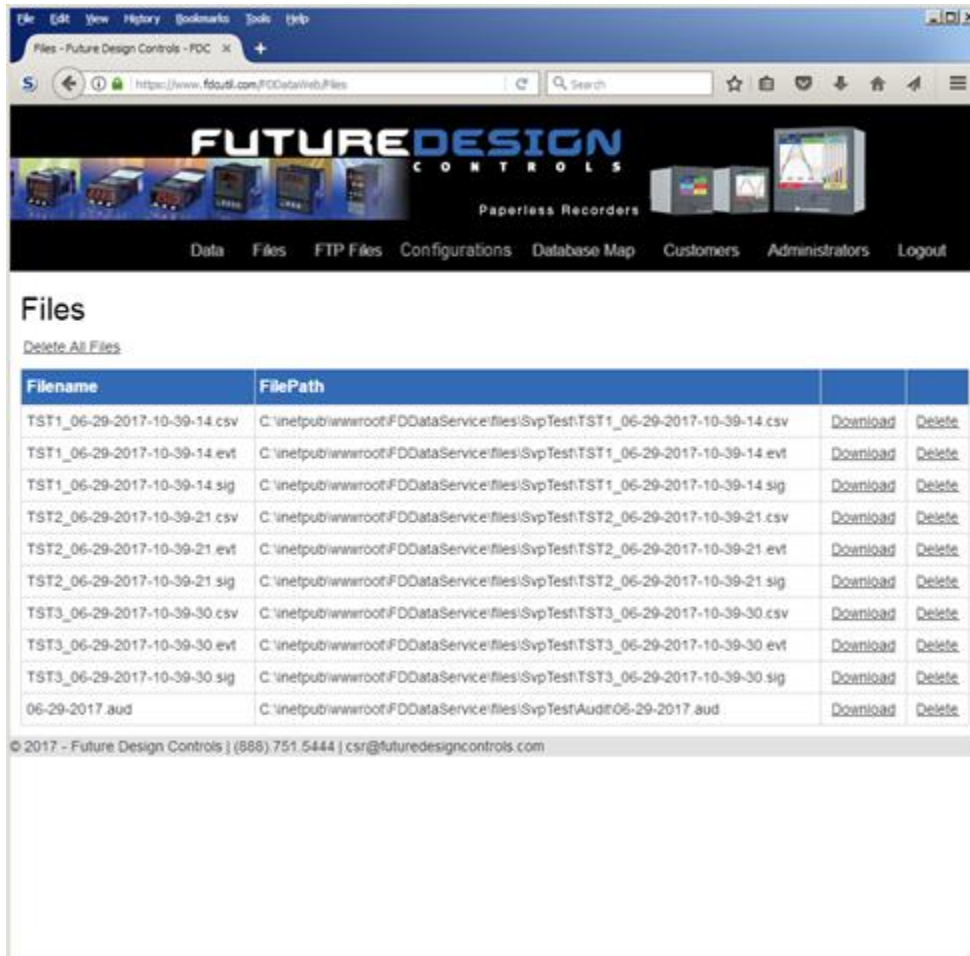 File Edit View History Bookmarks Tools Help
Files - Future Design Controls - FDC × +
S https://www.fdcutil.com/FDDataWeb/Files Search
FUTUREDESIGN
CONTROLS
Paperless Recorders
Data Files FTP Files Configurations Database Map Customers Administrators Logout
Files
Delete All Files
Filename FilePath
TST1_06-29-2017-10-39-14.csv C:\inetpub\wwwroot\FDDataService\files\SvpTest\TST1_06-29-2017-10-39-14.csv Download Delete
TST1_06-29-2017-10-39-14.evt C:\inetpub\wwwroot\FDDataService\files\SvpTest\TST1_06-29-2017-10-39-14.evt Download Delete
TST1_06-29-2017-10-39-14.sig C:\inetpub\wwwroot\FDDataService\files\SvpTest\TST1_06-29-2017-10-39-14.sig Download Delete
TST2_06-29-2017-10-39-21.csv C:\inetpub\wwwroot\FDDataService\files\SvpTest\TST2_06-29-2017-10-39-21.csv Download Delete
TST2_06-29-2017-10-39-21.evt C:\inetpub\wwwroot\FDDataService\files\SvpTest\TST2_06-29-2017-10-39-21.evt Download Delete
TST2_06-29-2017-10-39-21.sig C:\inetpub\wwwroot\FDDataService\files\SvpTest\TST2_06-29-2017-10-39-21.sig Download Delete
TST3_06-29-2017-10-39-30.csv C:\inetpub\wwwroot\FDDataService\files\SvpTest\TST3_06-29-2017-10-39-30.csv Download Delete
TST3_06-29-2017-10-39-30.evt C:\inetpub\wwwroot\FDDataService\files\SvpTest\TST3_06-29-2017-10-39-30.evt Download Delete
TST3_06-29-2017-10-39-30.sig C:\inetpub\wwwroot\FDDataService\files\SvpTest\TST3_06-29-2017-10-39-30.sig Download Delete
06-29-2017.aud C:\inetpub\wwwroot\FDDataService\files\SvpTest\Audit\06-29-2017.aud Download Delete
© 2017 - Future Design Controls | (888).751.5444 | csr@futuredesigncontrols.com